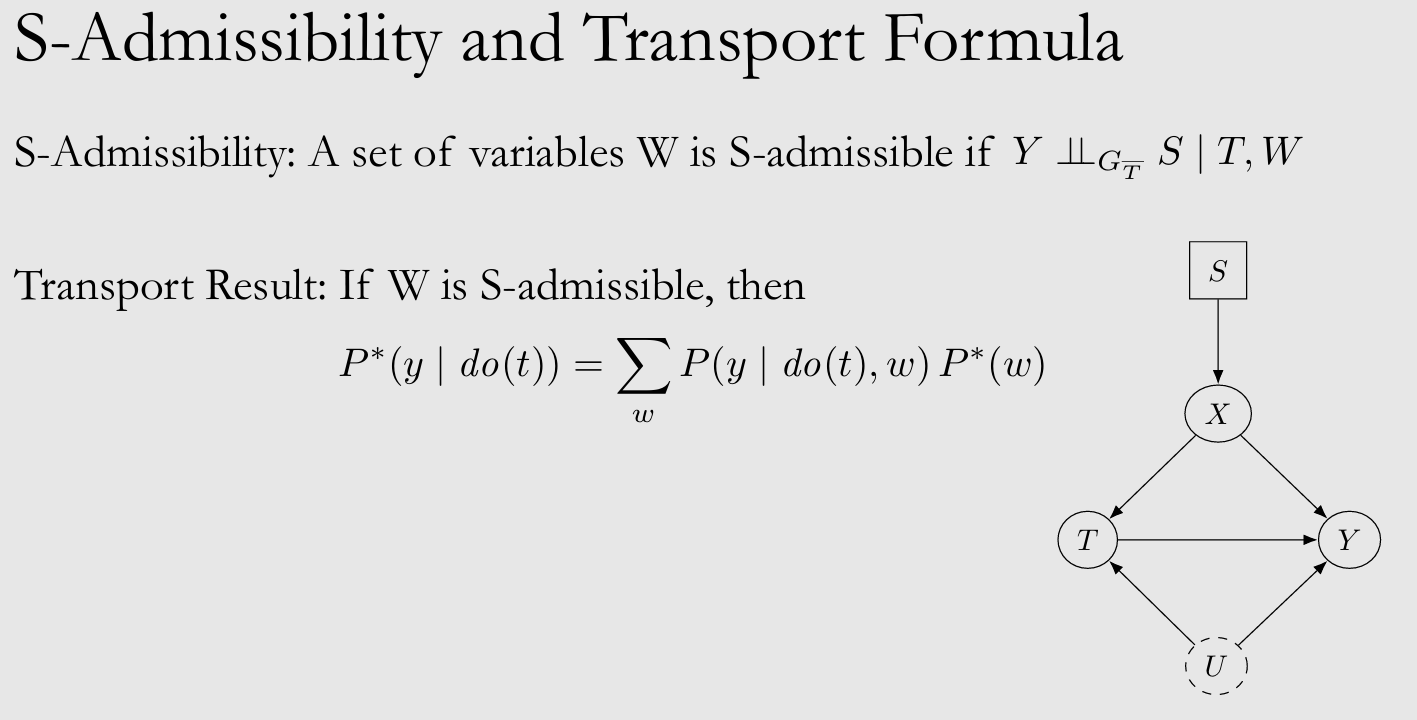 S-Admissibility and Transport Formula
S-Admissibility: A set of variables W is S-admissible if $Y \perp\!\!\!\perp_{G_{\overline{T}}} S \mid T, W$
Transport Result: If W is S-admissible, then
$P^*(y \mid do(t)) = \sum_{w} P(y \mid do(t), w) \, P^*(w)$
S
X
T
Y
U